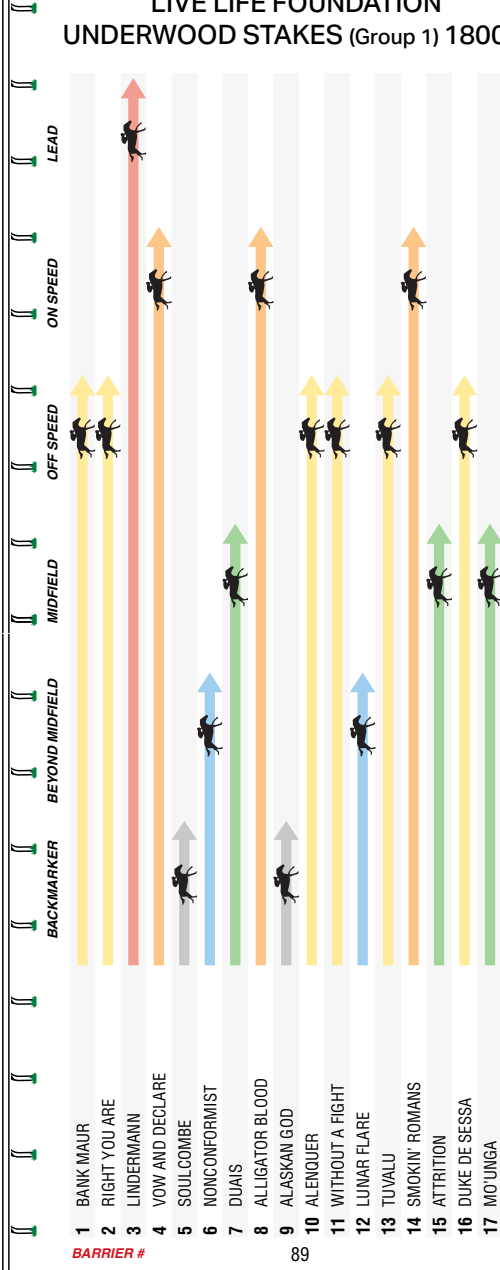 LIVE LIFE FOUNDATION
UNDERWOOD STAKES (Group 1) 1800
LEAD
ON SPEED
OFF SPEED
MIDFIELD
BEYOND MIDFIELD
BACKMARKER
1 BANK MAUR
2 RIGHT YOU ARE
3 LINDERMANN
4 VOW AND DECLARE
5 SOULCOMBE
6 NONCONFORMIST
7 DUAIS
8 ALLIGATOR BLOOD
9 ALASKAN GOD
10 ALENQUER
11 WITHOUT A FIGHT
12 LUNAR FLARE
13 TUVALU
14 SMOKIN' ROMANS
15 ATTRITION
16 DUKE DE SESSA
17 MO'UNGA
BARRIER #
89